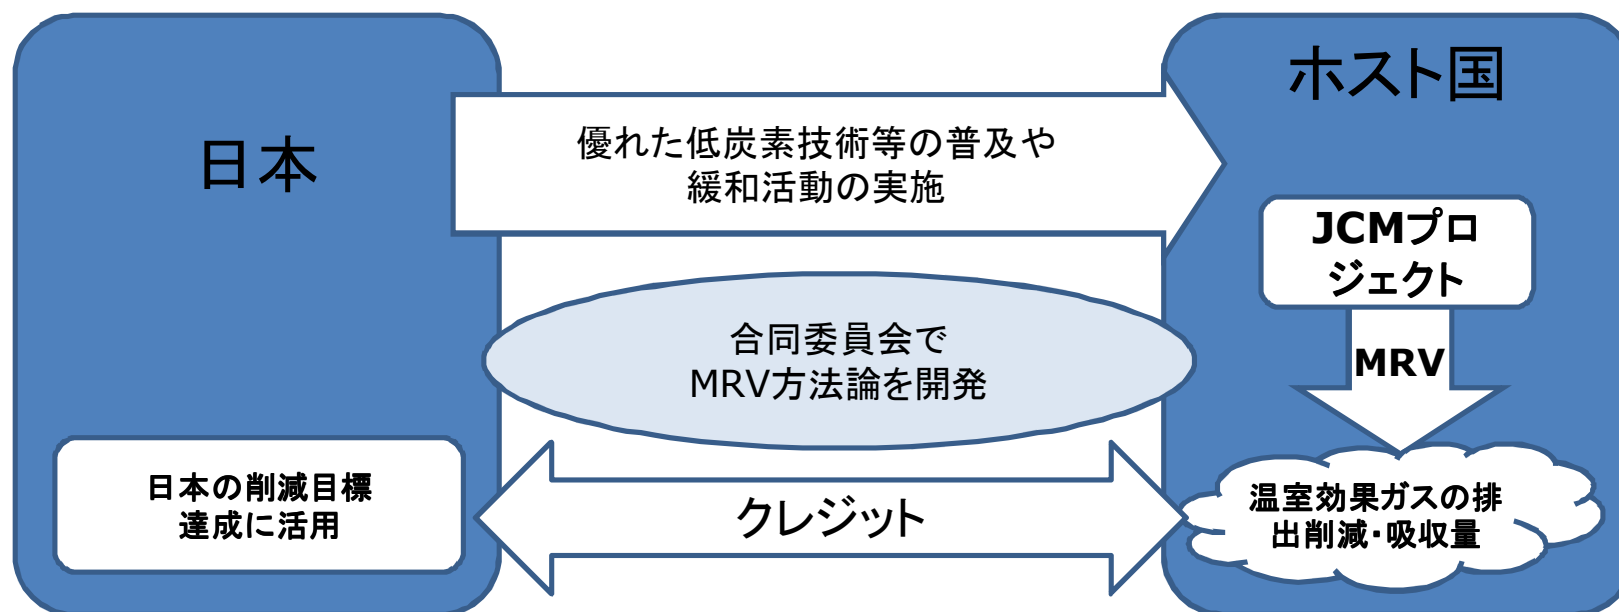 日本
優れた低炭素技術等の普及や
緩和活動の実施
ホスト国
JCMプロ
ジェクト
MRV
合同委員会で
MRV方法論を開発
日本の削減目標
達成に活用
クレジット
温室効果ガスの排
出削減・吸収量